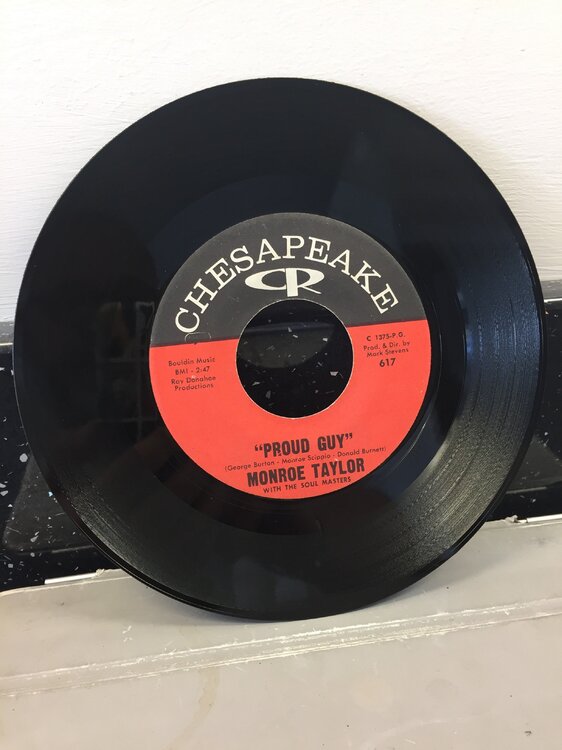 CHESAPEAKE
CR
Bouldin Music
BMI - 2:47
Ray Donahoe
Productions
C 1375-P.G.
Prod. & Dir. by
Mark Stevens
617
"PROUD GUY"
(George Burton - Monroe Scippio - Donald Burnett)
MONROE TAYLOR
WITH THE SOUL MASTERS